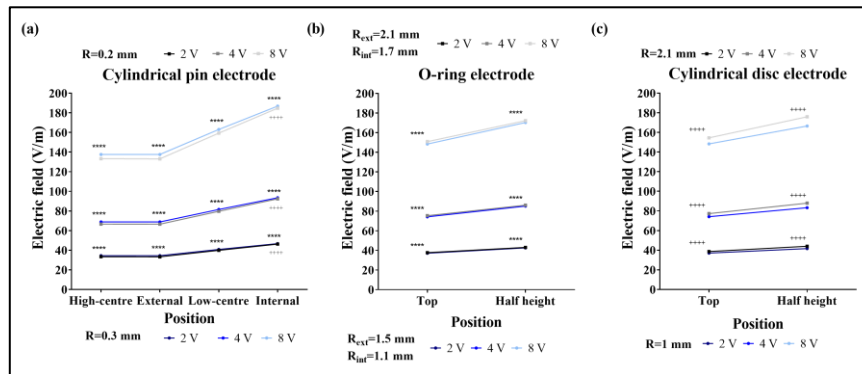 (a)
R=0.2 mm 2 V 4 V 8 V
Cylindrical pin electrode
Electric field (V/m)
200
180
160
140
120
100
80
60
40
20
0
**** **** **** ****
****
**** **** **** ****
****
**** **** **** ****
****
High-centre External Low-centre Internal
Position
R=0.3 mm 2 V 4 V 8 V
(b)
Rext=2.1 mm
Rint=1.7 mm
2 V 4 V 8 V
O-ring electrode
Electric field (V/m)
200
180
160
140
120
100
80
60
40
20
0
**** ****
**** ****
**** ****
Top Half height
Position
Rext=1.5 mm
Rint=1.1 mm
2 V 4 V 8 V
(c)
R=2.1 mm 2 V 4 V 8 V
Cylindrical disc electrode
Electric field (V/m)
200
180
160
140
120
100
80
60
40
20
0
++++ ++++
++++ ++++
++++ ++++
Top Half height
Position
R=1 mm 2 V 4 V 8 V